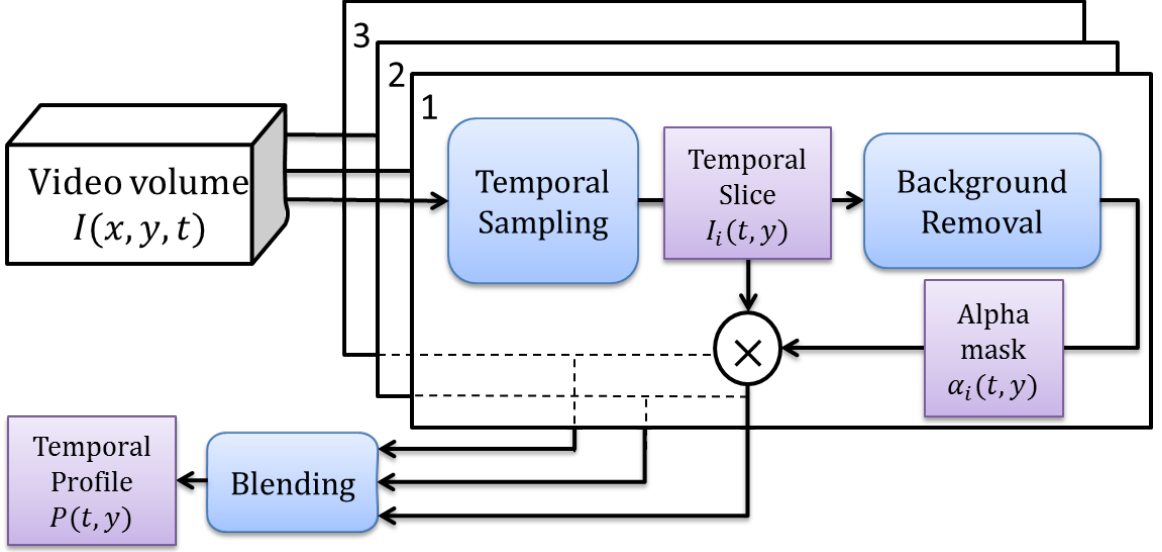 3
2
1
Video volume
I(x, y, t)
Temporal
Sampling
Temporal
Slice
I_i(t, y)
Background
Removal
×
Alpha
mask
α_i(t, y)
Temporal
Profile
P(t, y)
Blending